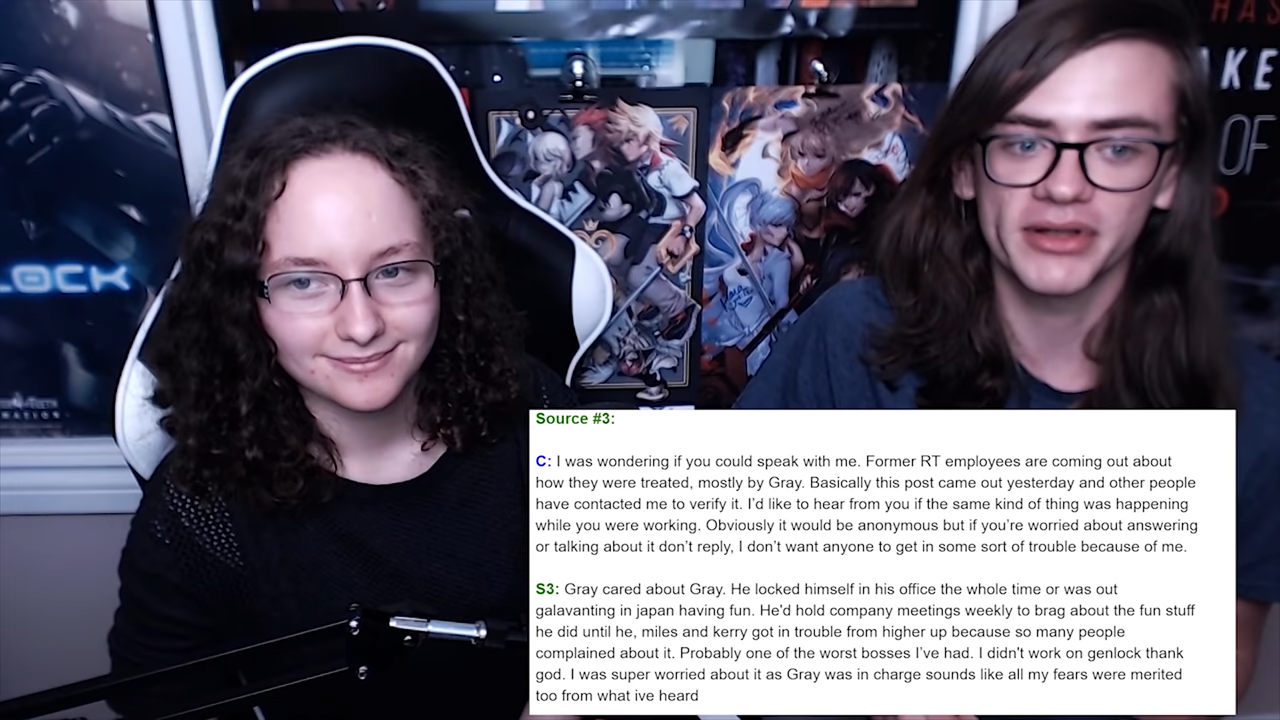 HAS
AKE
OF
LOCK
Source #3:
C: I was wondering if you could speak with me. Former RT employees are coming out about
how they were treated, mostly by Gray. Basically this post came out yesterday and other people
have contacted me to verify it. I'd like to hear from you if the same kind of thing was happening
while you were working. Obviously it would be anonymous but if you're worried about answering
or talking about it don't reply, I don't want anyone to get in some sort of trouble because of me.
S3: Gray cared about Gray. He locked himself in his office the whole time or was out
galavanting in japan having fun. He'd hold company meetings weekly to brag about the fun stuff
he did until he, miles and kerry got in trouble from higher up because so many people
complained about it. Probably one of the worst bosses I've had. I didn't work on genlock thank
god. I was super worried about it as Gray was in charge sounds like all my fears were merited
too from what ive heard